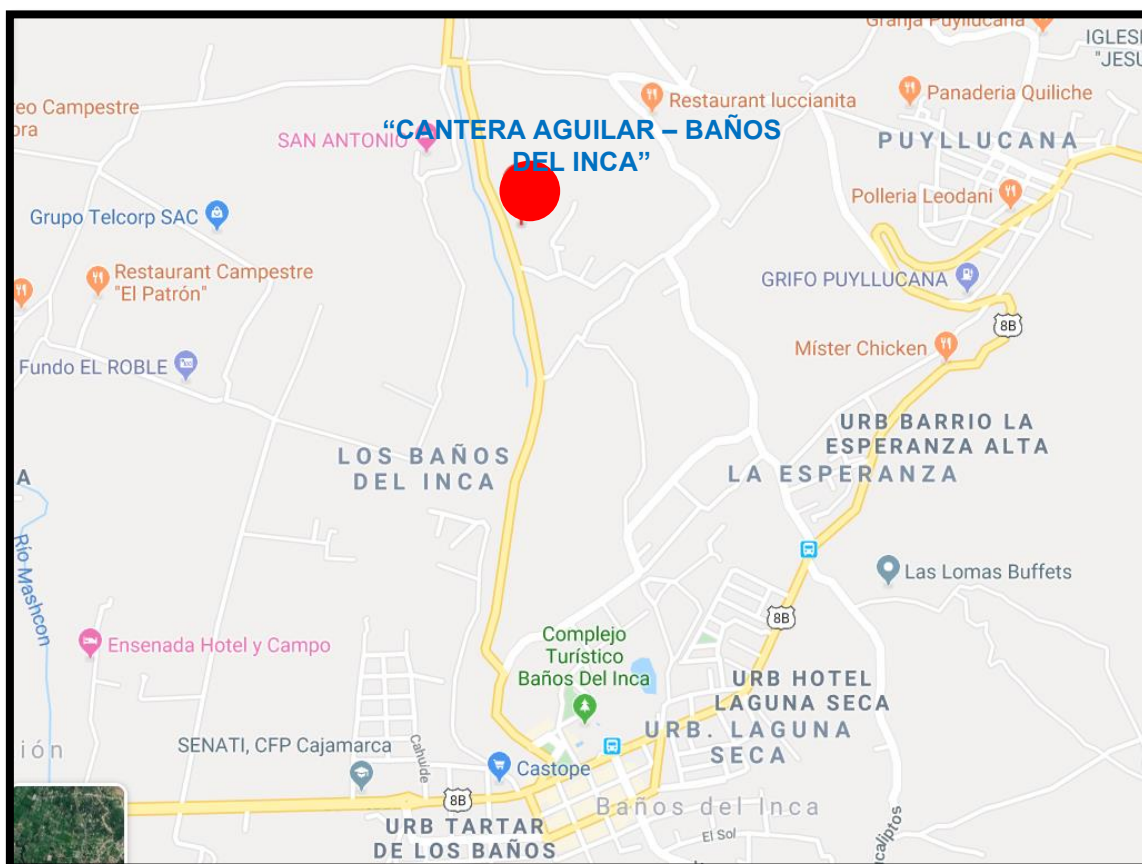 Granja Puyllucana
IGLESI
"JESU
Restaurant luccianita
Panaderia Quiliche
eo Campestre
ora
“CANTERA AGUILAR – BAÑOS
DEL INCA”
SAN ANTONIO
PUYLLUCANA
Polleria Leodani
Grupo Telcorp SAC
Restaurant Campestre
"El Patrón"
GRIFO PUYLLUCANA
8B
Míster Chicken
Fundo EL ROBLE
URB BARRIO LA
ESPERANZA ALTA
LOS BAÑOS
DEL INCA
LA ESPERANZA
A
Río Mashcon
Las Lomas Buffets
8B
Ensenada Hotel y Campo
Complejo
Turístico
Baños Del Inca
URB HOTEL
LAGUNA SECA
URB. LAGUNA
SECA
ión
SENATI, CFP Cajamarca
Cahuide
Castope
8B
Baños del Inca
URB TARTAR
DE LOS BAÑOS
El Sol
ucaliptos